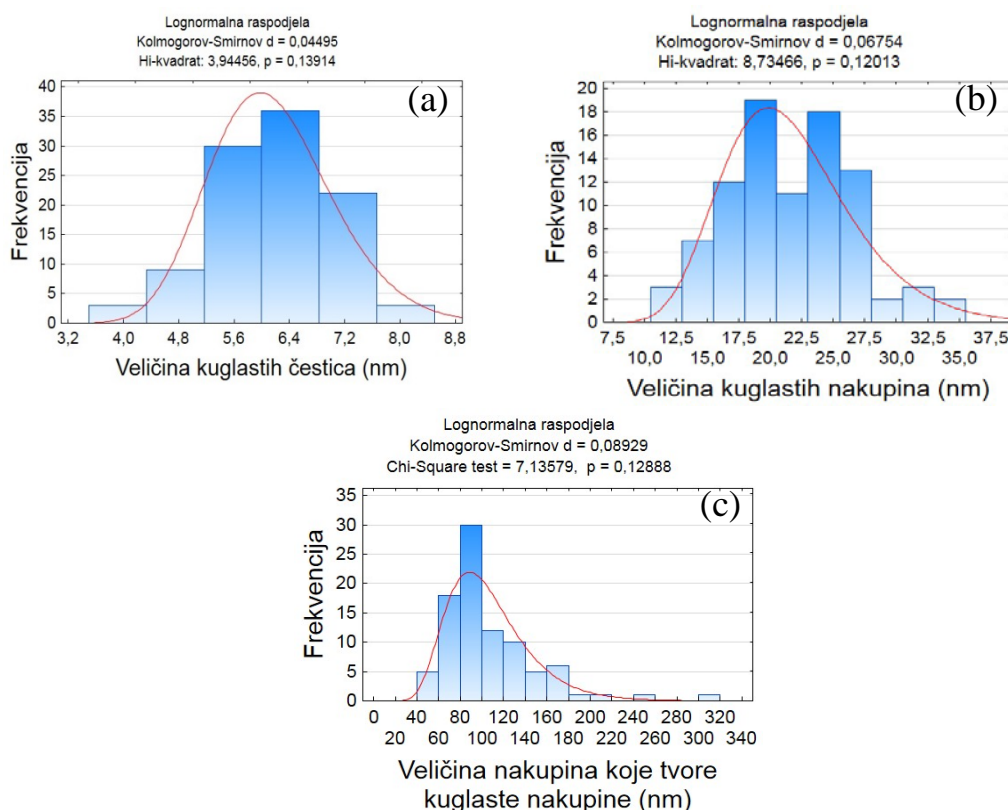 Lognormalna raspodjela
Kolmogorov-Smirnov d = 0,04495
Hi-kvadrat: 3,94456, p = 0,13914
(a)
Frekvencija
40
35
30
25
20
15
10
5
0
3,2 4,0 4,8 5,6 6,4 7,2 8,0 8,8
Veličina kuglastih čestica (nm)
Lognormalna raspodjela
Kolmogorov-Smirnov d = 0,06754
Hi-kvadrat: 8,73466, p = 0,12013
(b)
Frekvencija
20
18
16
14
12
10
8
6
4
2
0
7,5 12,5 17,5 22,5 27,5 32,5 37,5
10,0 15,0 20,0 25,0 30,0 35,0
Veličina kuglastih nakupina (nm)
Lognormalna raspodjela
Kolmogorov-Smirnov d = 0,08929
Chi-Square test = 7,13579, p = 0,12888
(c)
Frekvencija
35
30
25
20
15
10
5
0
0 40 80 120 160 200 240 280 320
20 60 100 140 180 220 260 300 340
Veličina nakupina koje tvore
kuglaste nakupine (nm)